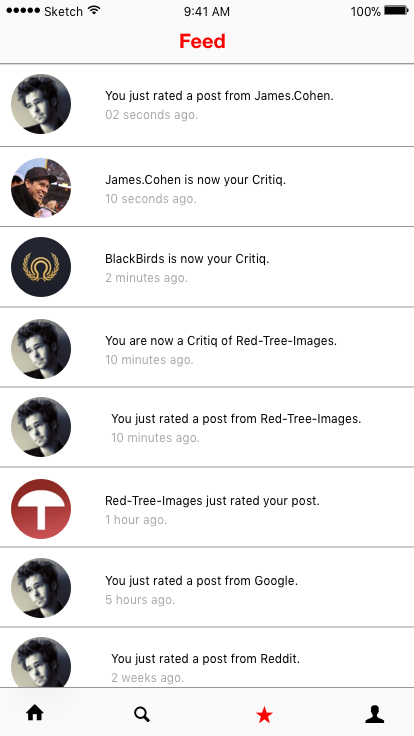 Sketch 9:41 AM 100%
Feed
You just rated a post from James.Cohen.
02 seconds ago.
James.Cohen is now your Critiq.
10 seconds ago.
BlackBirds is now your Critiq.
2 minutes ago.
You are now a Critiq of Red-Tree-Images.
10 minutes ago.
You just rated a post from Red-Tree-Images.
10 minutes ago.
Red-Tree-Images just rated your post.
1 hour ago.
You just rated a post from Google.
5 hours ago.
You just rated a post from Reddit.
2 weeks ago.